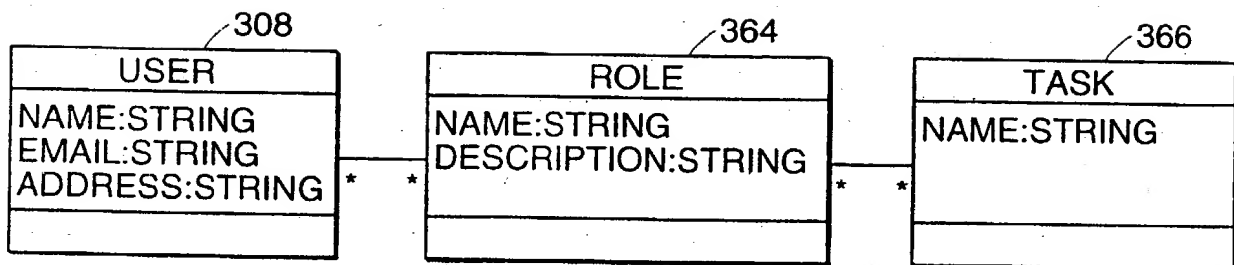 308
USER
NAME:STRING
EMAIL:STRING
ADDRESS:STRING
* *
364
ROLE
NAME:STRING
DESCRIPTION:STRING
* *
366
TASK
NAME:STRING